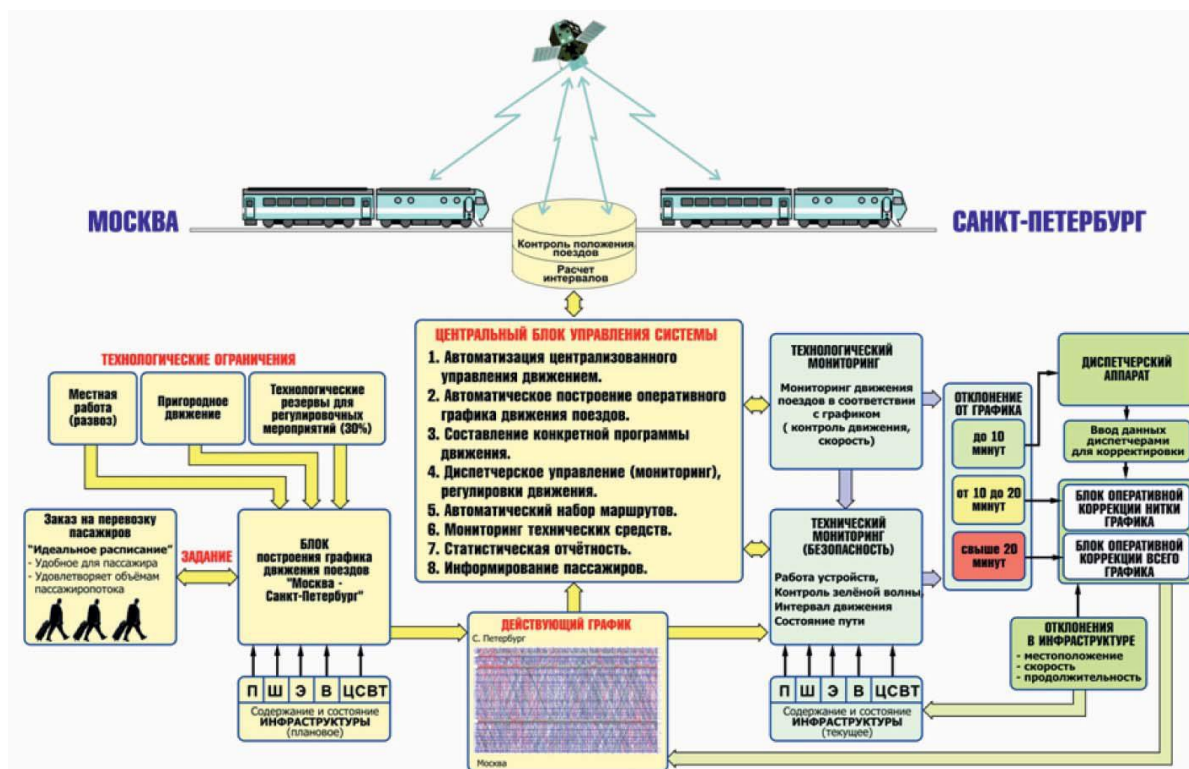 МОСКВА
САНКТ-ПЕТЕРБУРГ
Контроль положения
поездов
Расчет
интервалов
ТЕХНОЛОГИЧЕСКИЕ ОГРАНИЧЕНИЯ
Местная
работа
(развоз)
Пригородное
движение
Технологические
резервы для
регулировочных
мероприятий (30%)
Заказ на перевозку
пасажиров
"Идеальное расписание"
- Удобное для пассажира
- Удовлетворяет объёмам
пассажиропотока
ЗАДАНИЕ
БЛОК
построения графика
движения поездов
"Москва -
Санкт-Петербург"
П Ш Э В ЦСВТ
Содержание и состояние
ИНФРАСТРУКТУРЫ
(плановое)
ЦЕНТРАЛЬНЫЙ БЛОК УПРАВЛЕНИЯ СИСТЕМЫ
1. Автоматизация централизованного
управления движением.
2. Автоматическое построение оперативного
графика движения поездов.
3. Составление конкретной программы
движения.
4. Диспетчерское управление (мониторинг),
регулировки движения.
5. Автоматический набор маршрутов.
6. Мониторинг технических средств.
7. Статистическая отчётность.
8. Информирование пассажиров.
ДЕЙСТВУЮЩИЙ ГРАФИК
С. Петербург
Москва
ТЕХНОЛОГИЧЕСКИЙ
МОНИТОРИНГ
Мониторинг движения
поездов в соответствии
с графиком
( контроль движения,
скорость)
ТЕХНИЧЕСКИЙ
МОНИТОРИНГ
(БЕЗОПАСНОСТЬ)
Работа устройств,
Контроль зелёной волны,
Интервал движения
Состояние пути
П Ш Э В ЦСВТ
Содержание и состояние
ИНФРАСТРУКТУРЫ
(текущее)
ОТКЛОНЕНИЕ
ОТ ГРАФИКА
до 10
минут
от 10 до 20
минут
свыше 20
минут
ДИСПЕТЧЕРСКИЙ
АППАРАТ
Ввод данных
диспетчерами
для корректировки
БЛОК ОПЕРАТИВНОЙ
КОРРЕКЦИИ НИТКИ
ГРАФИКА
БЛОК ОПЕРАТИВНОЙ
КОРРЕКЦИИ ВСЕГО
ГРАФИКА
ОТКЛОНЕНИЯ
В ИНФРАСТРУКТУРЕ
- местоположение
- скорость
- продолжительность